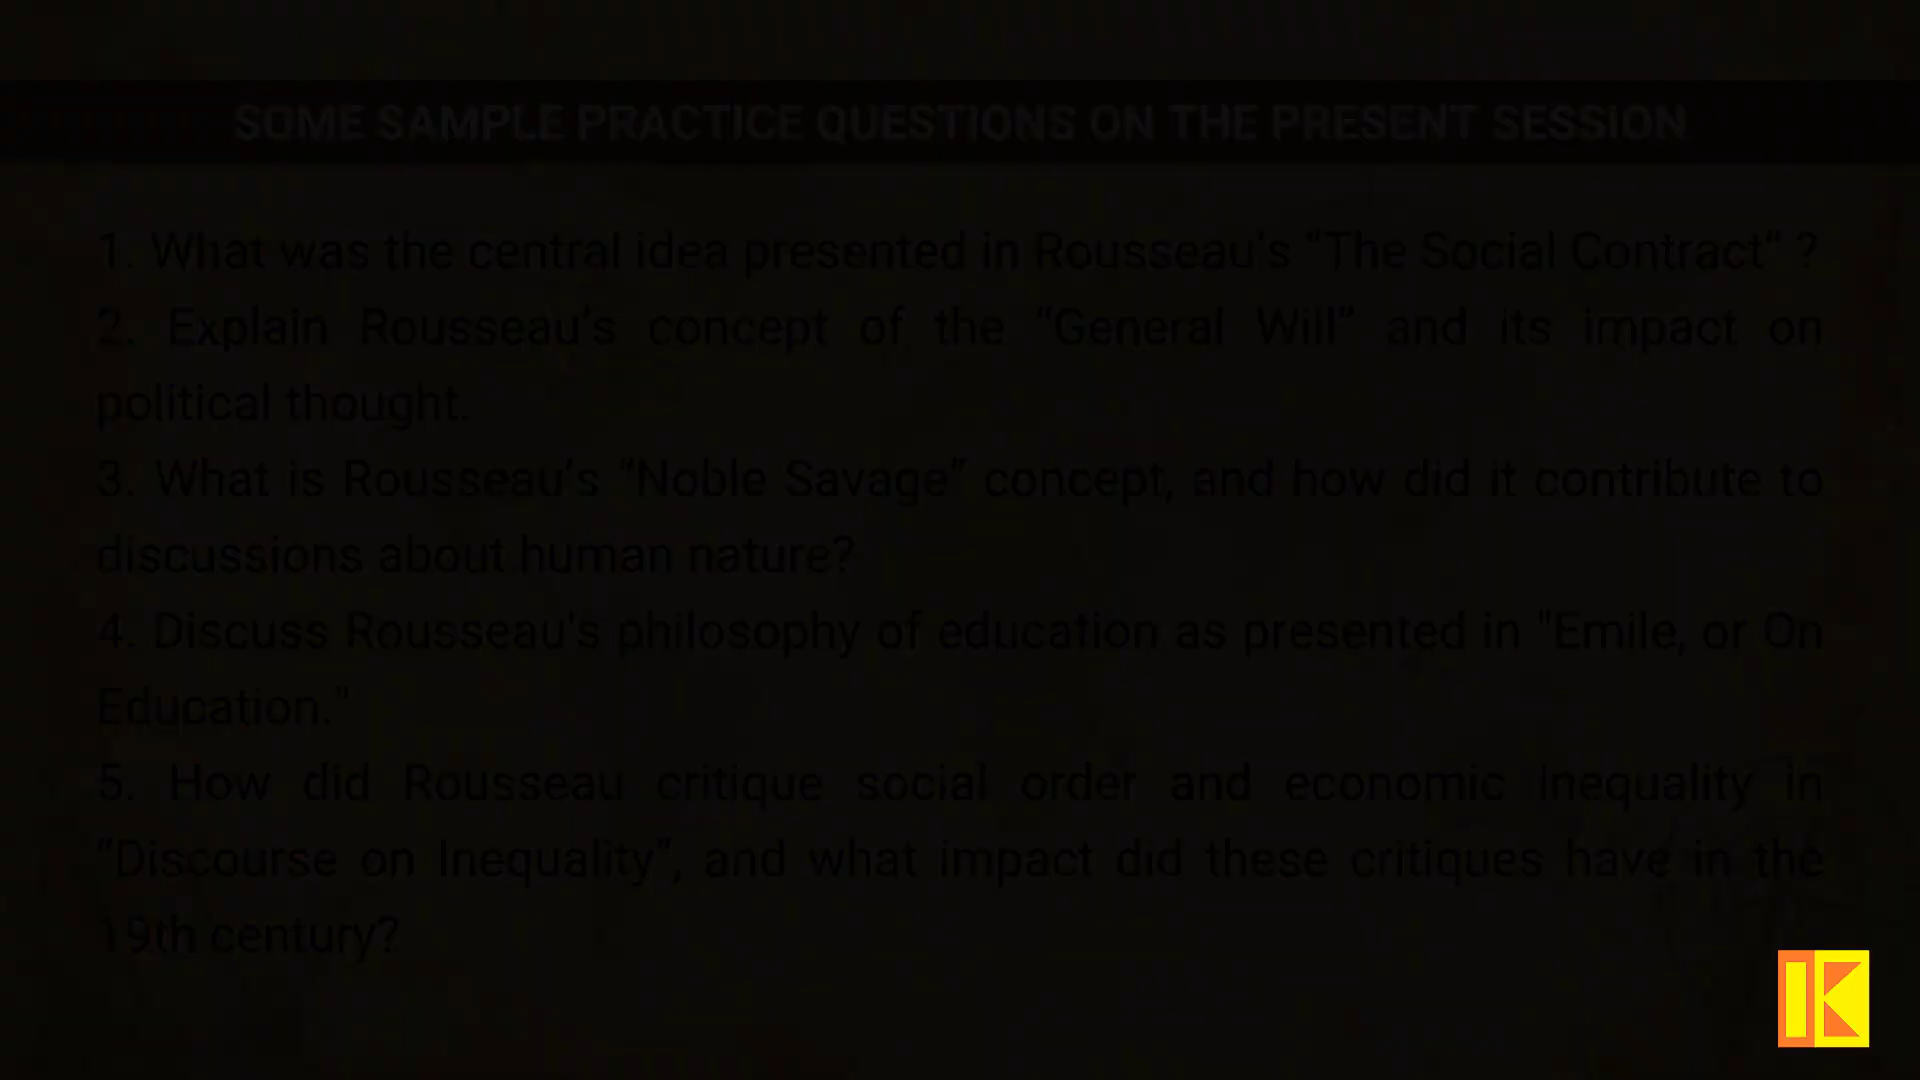 SOME SAMPLE PRACTICE QUESTIONS ON THE PRESENT SESSION
1. What was the central idea presented in Rousseau's “The Social Contract“ ?
2. Explain Rousseau's concept of the “General Will” and its impact on
political thought.
3. What is Rousseau's “Noble Savage” concept, and how did it contribute to
discussions about human nature?
4. Discuss Rousseau's philosophy of education as presented in "Emile, or On
Education."
5. How did Rousseau critique social order and economic inequality in
“Discourse on Inequality”, and what impact did these critiques have in the
19th century?
IK